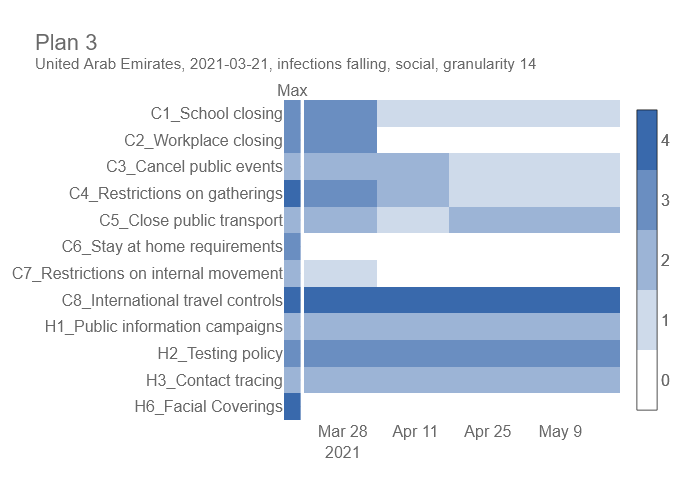 Plan 3
United Arab Emirates, 2021-03-21, infections falling, social, granularity 14
Max
C1_School closing
C2_Workplace closing
C3_Cancel public events
C4_Restrictions on gatherings
C5_Close public transport
C6_Stay at home requirements
C7_Restrictions on internal movement
C8_International travel controls
H1_Public information campaigns
H2_Testing policy
H3_Contact tracing
H6_Facial Coverings
4
3
2
1
0
Mar 28 Apr 11 Apr 25 May 9
2021